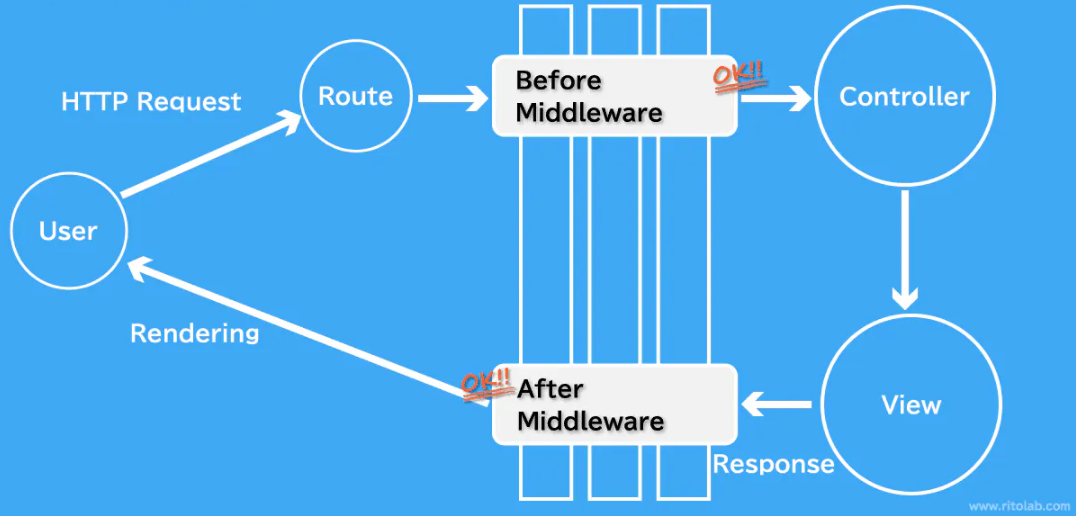 HTTP Request
Route
Before
Middleware
OK!!
Controller
User
Rendering
OK!!
After
Middleware
View
Response
www.ritolab.com